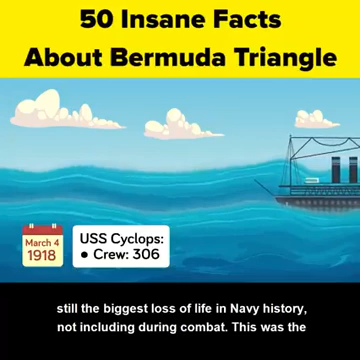 50 Insane Facts
About Bermuda Triangle
March 4
1918
USS Cyclops:
● Crew: 306
still the biggest loss of life in Navy history,
not including during combat. This was the